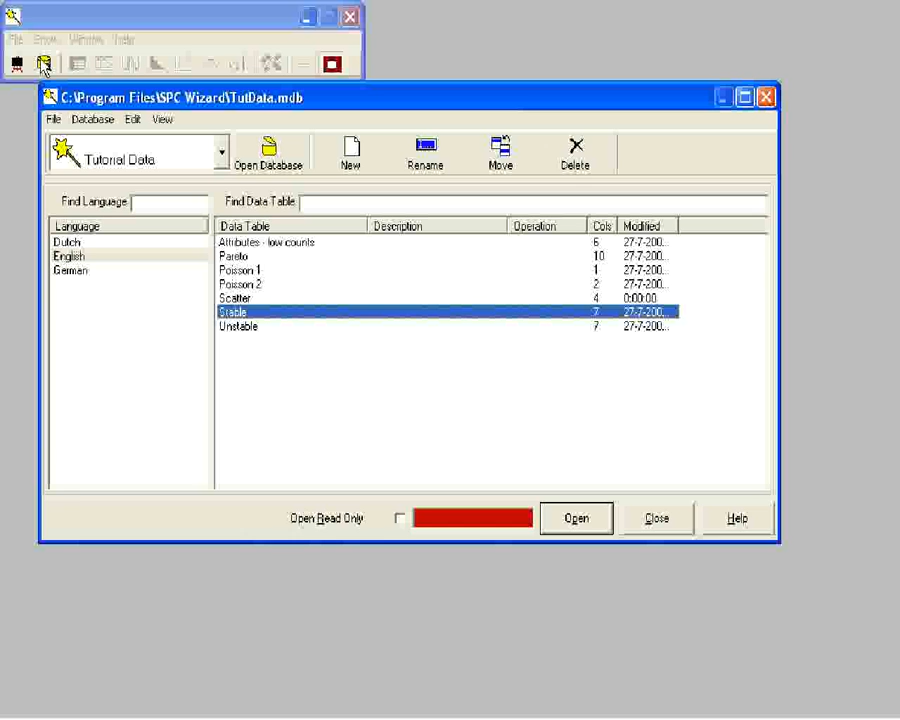 File Window Help
C:\Program Files\SPC Wizard\TutData.mdb
File Database Edit View
Tutorial Data Open Database New Rename Move Delete
Find Language Find Data Table
Language Data Table Description Operation Cols Modified
Dutch Attributes - low counts 6 27-7-200...
English Pareto 10 27-7-200...
German Poisson 1 1 27-7-200...
Poisson 2 2 27-7-200...
Scatter 4 0:00:00
Stable 7 27-7-200...
Unstable 7 27-7-200...
Open Read Only Open Close Help